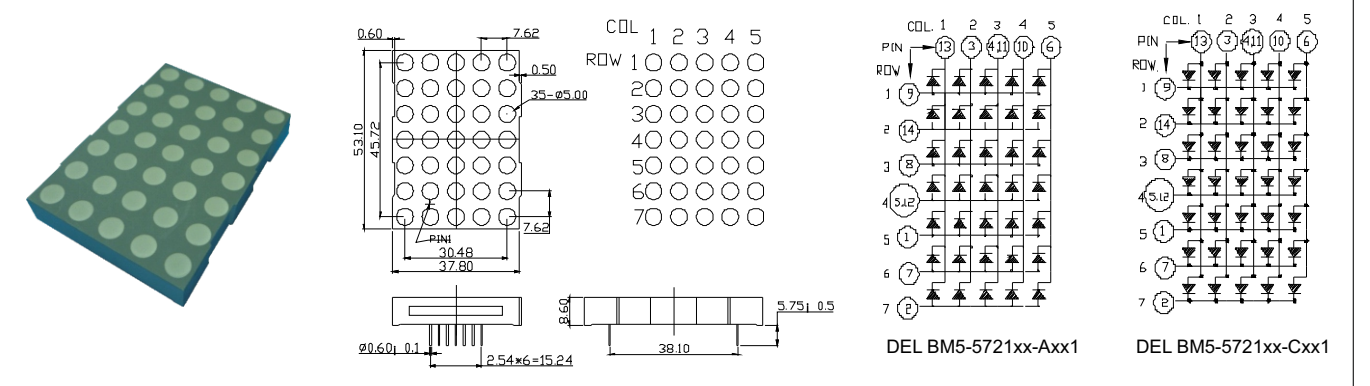 0.60
7.62
0.50
35-ø5.00
53.10
45.72
PIN1
7.62
30.48
37.80
COL 1 2 3 4 5
ROW 1
2
3
4
5
6
7
8.60
5.75¡ 0.5
ø0.60¡ 0.1
2.54*6=15.24
38.10
COL. 1 2 3 4 5
PIN 13 3 4,11 10 6
ROW
1 9
2 14
3 8
4 5,12
5 1
6 7
7 2
DEL BM5-5721xx-Axx1
COL. 1 2 3 4 5
PIN 13 3 4,11 10 6
ROW.
1 9
2 14
3 8
4 5,12
5 1
6 7
7 2
DEL BM5-5721xx-Cxx1